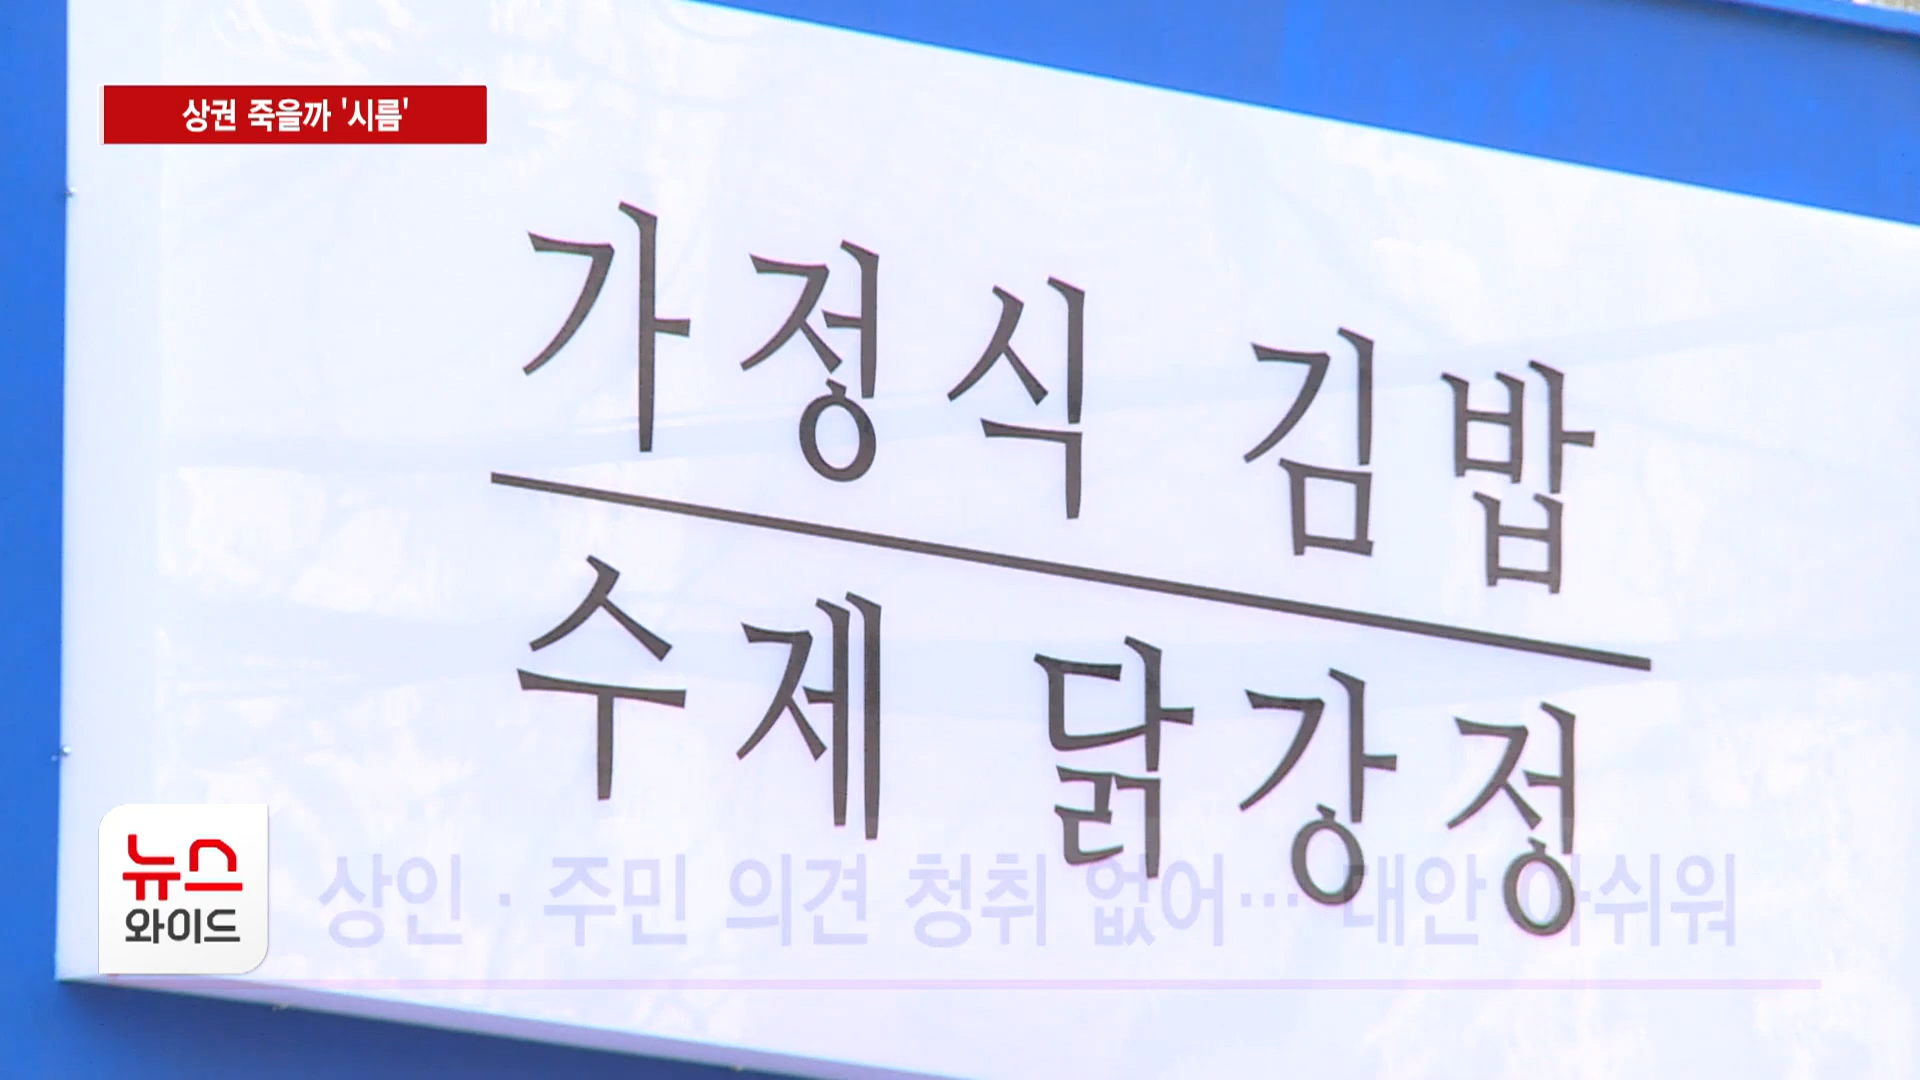 상권 죽을까 '시름'
가정식 김밥
수제 닭강정
뉴스
와이드
상인·주민 의견 청취 없어… 대안 아쉬워